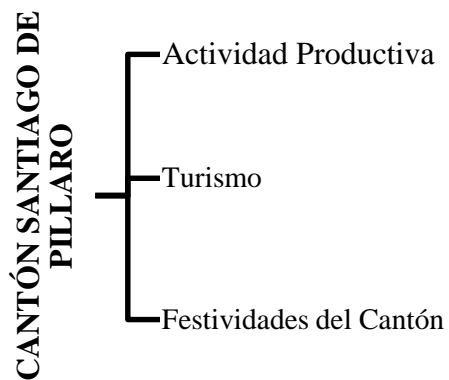 CANTÓN SANTIAGO DE
PILLARO
Actividad Productiva
Turismo
Festividades del Cantón